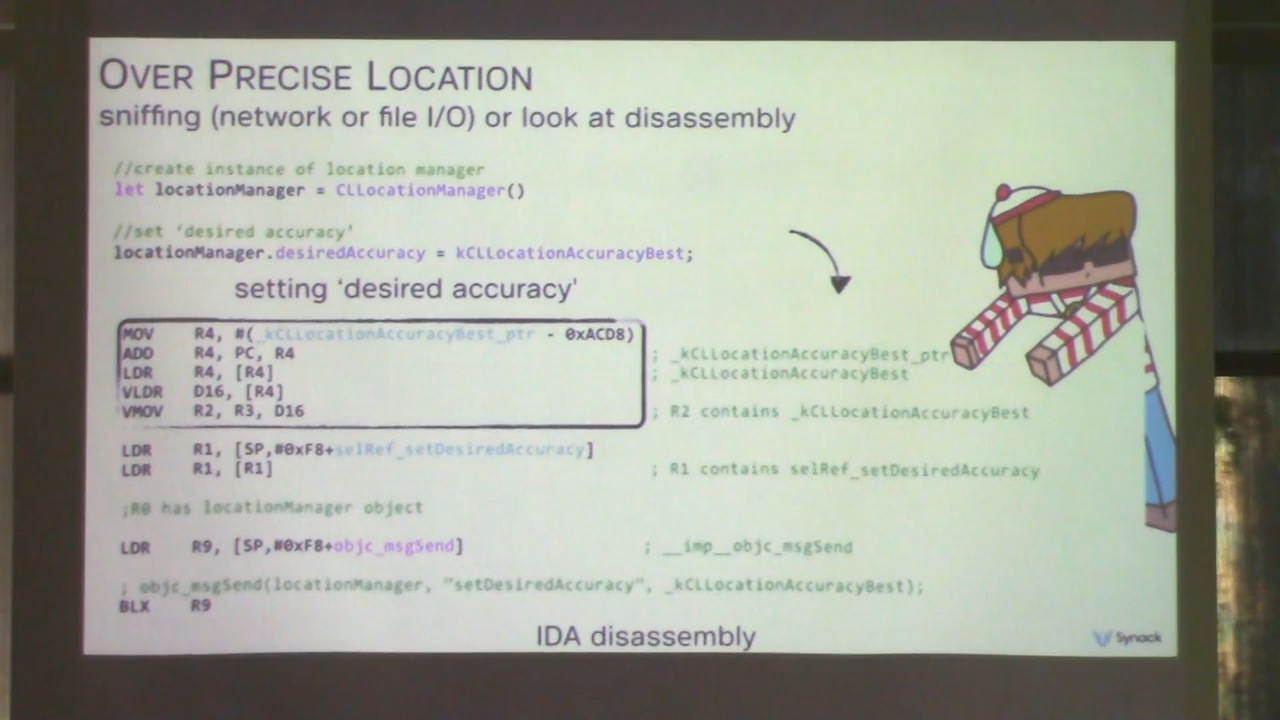 OVER PRECISE LOCATION
sniffing (network or file I/O) or look at disassembly
//create instance of location manager
let locationManager = CLLocationManager()
//set 'desired accuracy'
locationManager.desiredAccuracy = kCLLocationAccuracyBest;
setting 'desired accuracy'
MOV R4, #(_kCLLocationAccuracyBest_ptr - 0xACD8)
ADD R4, PC, R4 ; _kCLLocationAccuracyBest_ptr
LDR R4, [R4] ; _kCLLocationAccuracyBest
VLDR D16, [R4]
VMOV R2, R3, D16 ; R2 contains _kCLLocationAccuracyBest
LDR R1, [SP,#0xF8+selRef_setDesiredAccuracy]
LDR R1, [R1] ; R1 contains selRef_setDesiredAccuracy
;R0 has locationManager object
LDR R9, [SP,#0xF8+objc_msgSend] ; __imp__objc_msgSend
; objc_msgSend(locationManager, "setDesiredAccuracy", _kCLLocationAccuracyBest);
BLX R9
IDA disassembly
Synack